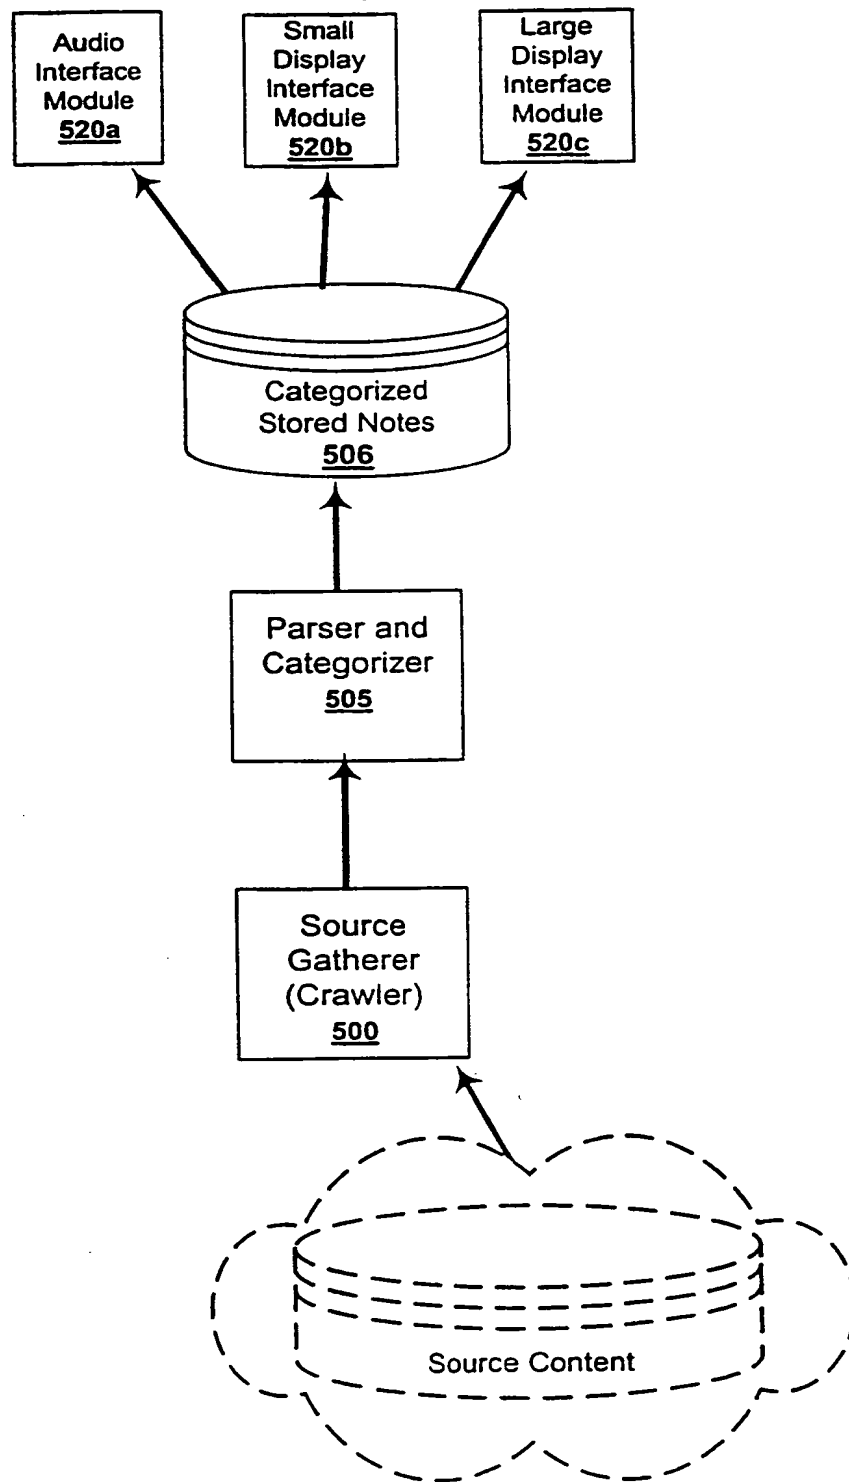 Audio
Interface
Module
520a
Small
Display
Interface
Module
520b
Large
Display
Interface
Module
520c
Categorized
Stored Notes
506
Parser and
Categorizer
505
Source
Gatherer
(Crawler)
500
Source Content